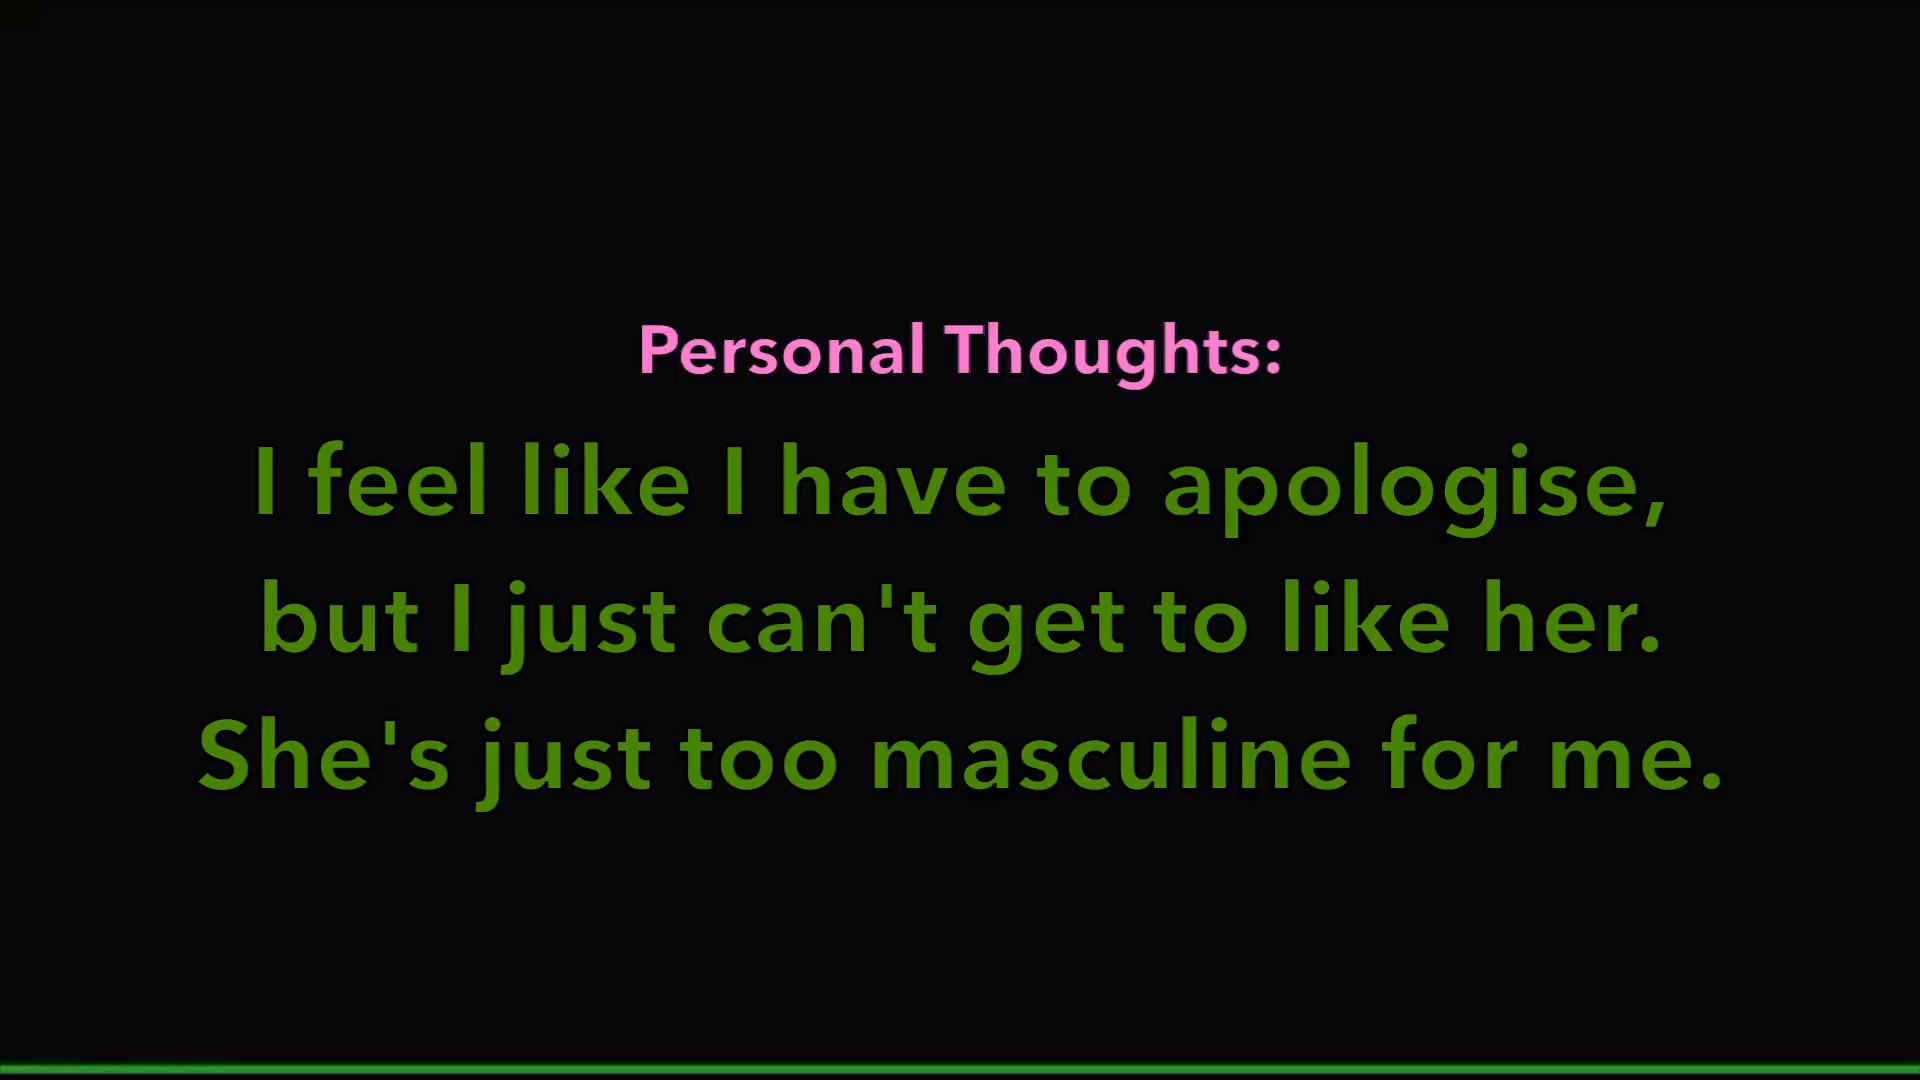 Personal Thoughts:
I feel like I have to apologise,
but I just can't get to like her.
She's just too masculine for me.